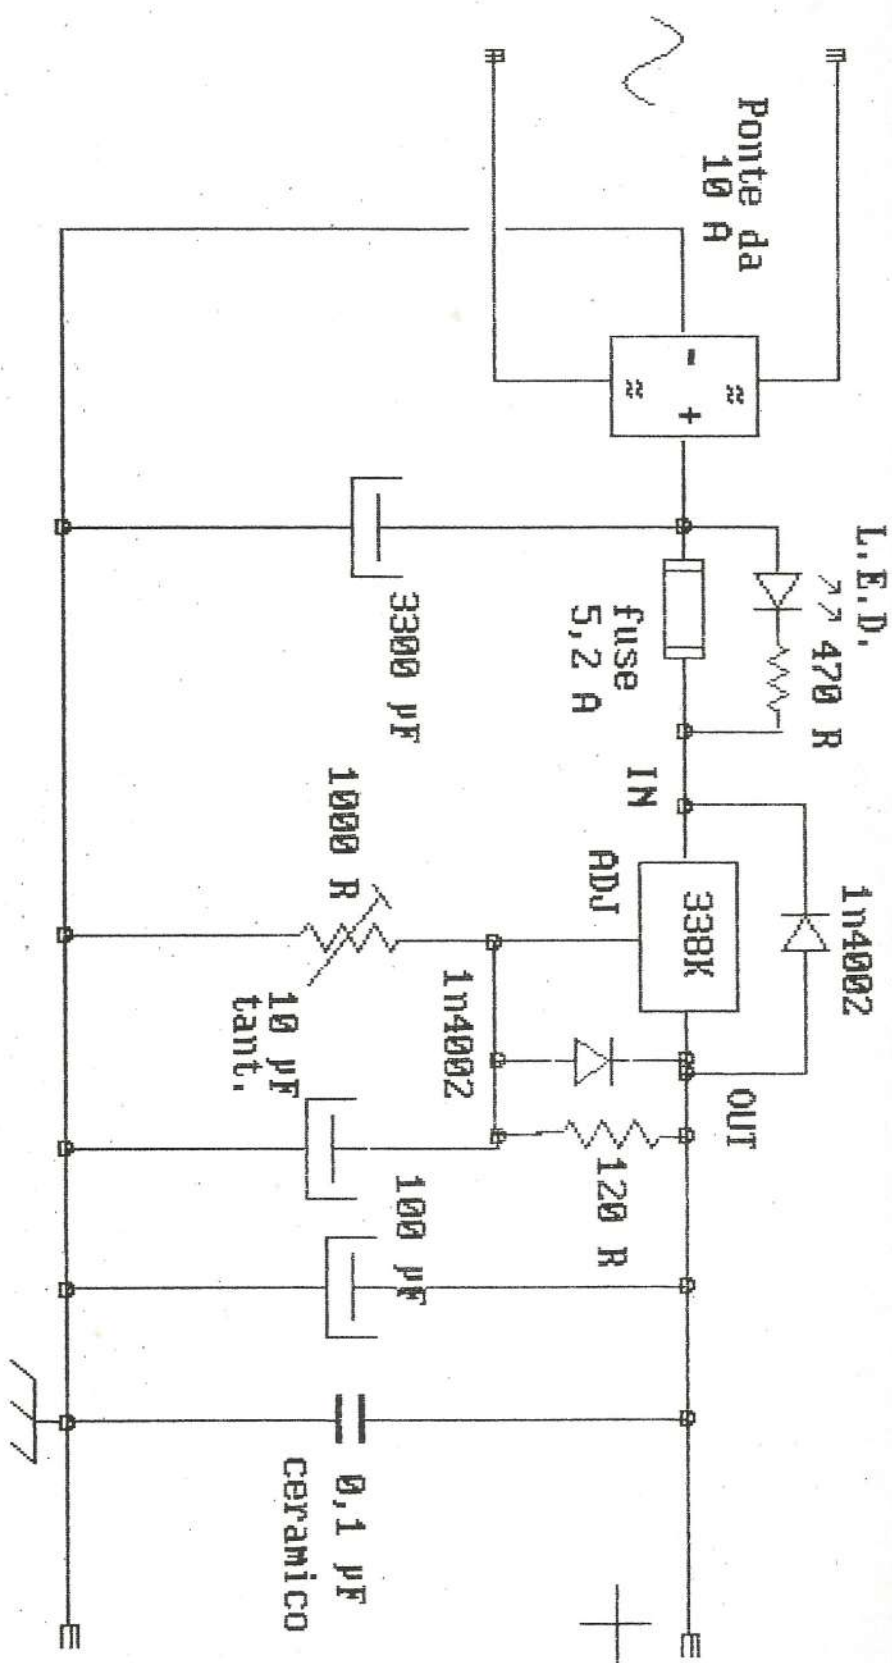 Ponte da
10 A
L.E.D.
470 R
fuse
5,2 A
3300 µF
IN
ADJ
338K
1n4002
OUT
1000 R
1n4002
10 µF
tant.
120 R
100 µF
0,1 µF
ceramico